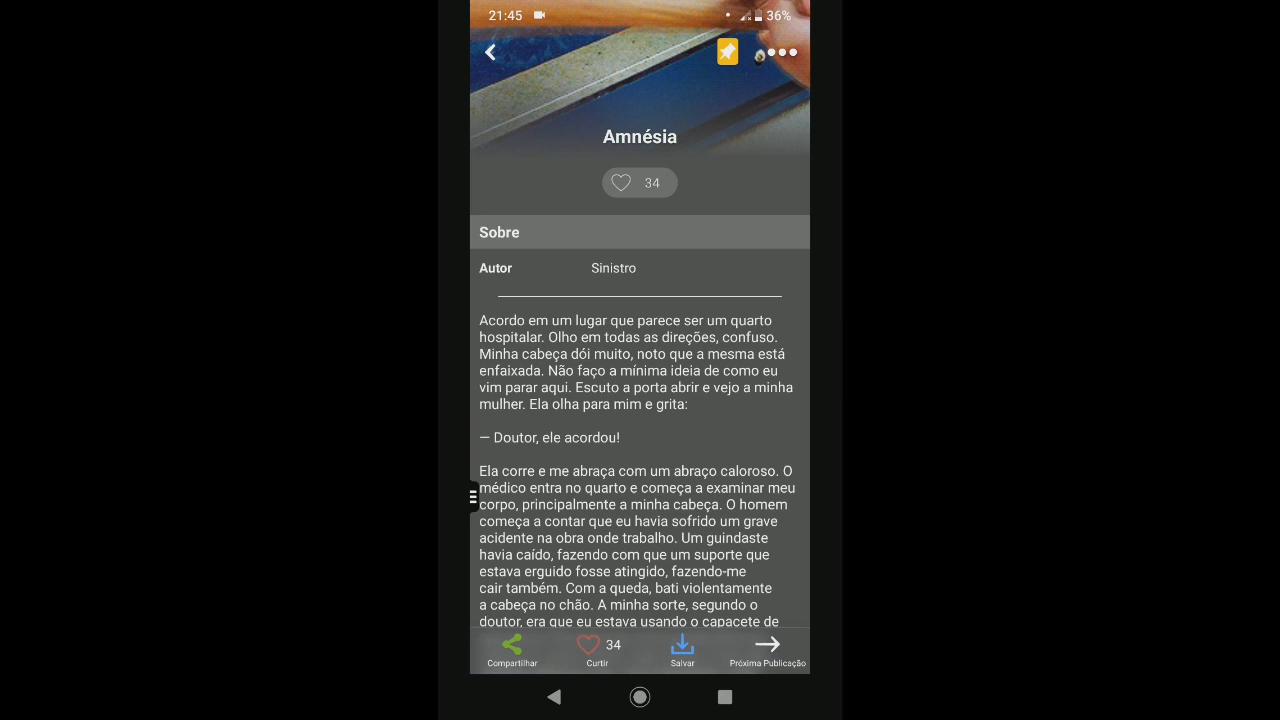 21:45
36%
Amnésia
34
Sobre
Autor Sinistro
Acordo em um lugar que parece ser um quarto
hospitalar. Olho em todas as direções, confuso.
Minha cabeça dói muito, noto que a mesma está
enfaixada. Não faço a mínima ideia de como eu
vim parar aqui. Escuto a porta abrir e vejo a minha
mulher. Ela olha para mim e grita:
— Doutor, ele acordou!
Ela corre e me abraça com um abraço caloroso. O
médico entra no quarto e começa a examinar meu
corpo, principalmente a minha cabeça. O homem
começa a contar que eu havia sofrido um grave
acidente na obra onde trabalho. Um guindaste
havia caído, fazendo com que um suporte que
estava erguido fosse atingido, fazendo-me
cair também. Com a queda, bati violentamente
a cabeça no chão. A minha sorte, segundo o
doutor, era que eu estava usando o capacete de
34
Compartilhar Curtir Salvar Próxima Publicação